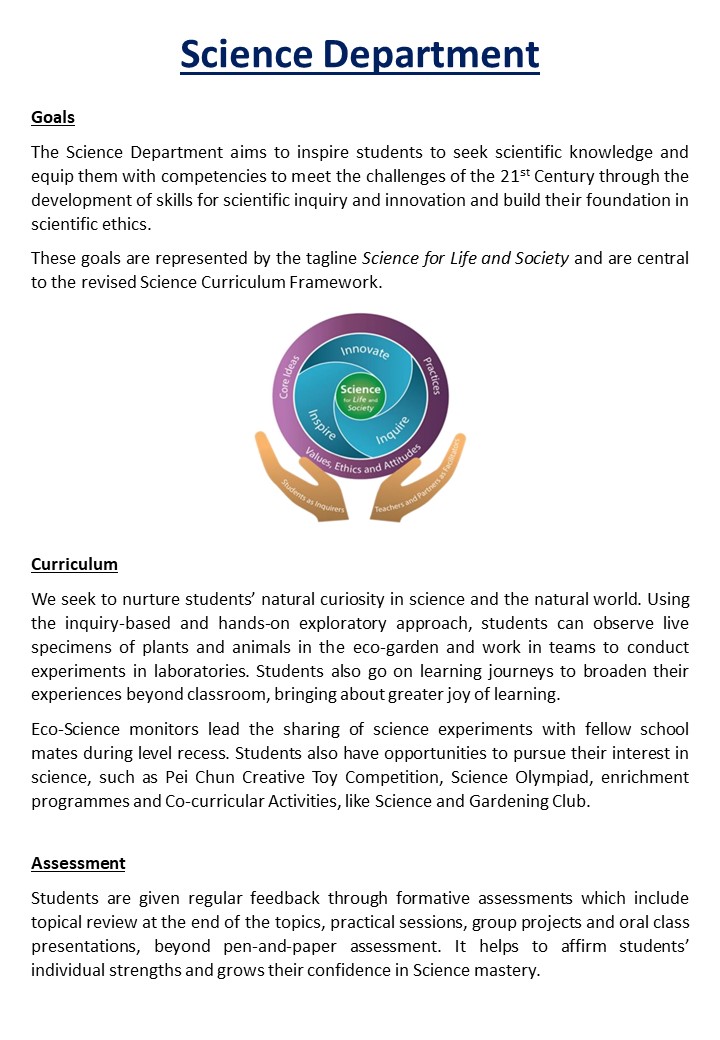 Science Department
Goals
The Science Department aims to inspire students to seek scientific knowledge and
equip them with competencies to meet the challenges of the 21st Century through the
development of skills for scientific inquiry and innovation and build their foundation in
scientific ethics.
These goals are represented by the tagline Science for Life and Society and are central
to the revised Science Curriculum Framework.
Innovate
Core Ideas
Practices
Science
for Life and
Society
Inspire
Inquire
Values, Ethics and Attitudes
Students as Inquirers
Teachers and Partners as Facilitators
Curriculum
We seek to nurture students’ natural curiosity in science and the natural world. Using
the inquiry-based and hands-on exploratory approach, students can observe live
specimens of plants and animals in the eco-garden and work in teams to conduct
experiments in laboratories. Students also go on learning journeys to broaden their
experiences beyond classroom, bringing about greater joy of learning.
Eco-Science monitors lead the sharing of science experiments with fellow school
mates during level recess. Students also have opportunities to pursue their interest in
science, such as Pei Chun Creative Toy Competition, Science Olympiad, enrichment
programmes and Co-curricular Activities, like Science and Gardening Club.
Assessment
Students are given regular feedback through formative assessments which include
topical review at the end of the topics, practical sessions, group projects and oral class
presentations, beyond pen-and-paper assessment. It helps to affirm students’
individual strengths and grows their confidence in Science mastery.